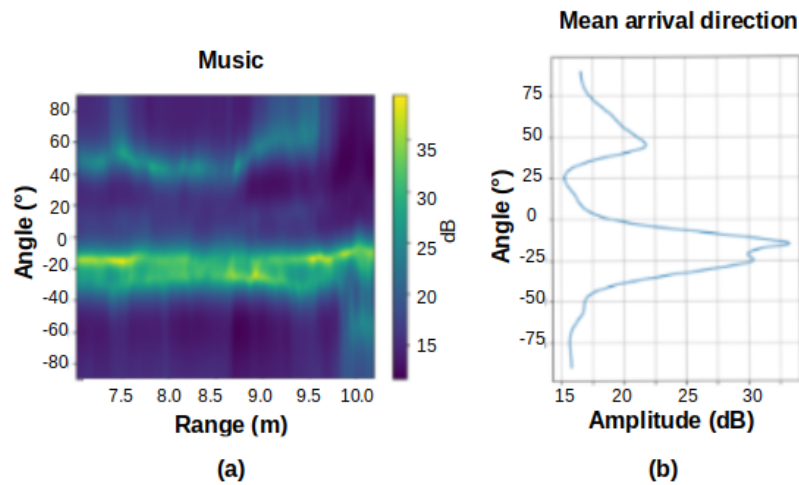 Music
80
60
40
20
0
-20
-40
-60
-80
Angle (°)
7.5 8.0 8.5 9.0 9.5 10.0
Range (m)
35
30
25
20
15
dB
(a)
Mean arrival direction
75
50
25
0
-25
-50
-75
Angle (°)
15 20 25 30
Amplitude (dB)
(b)